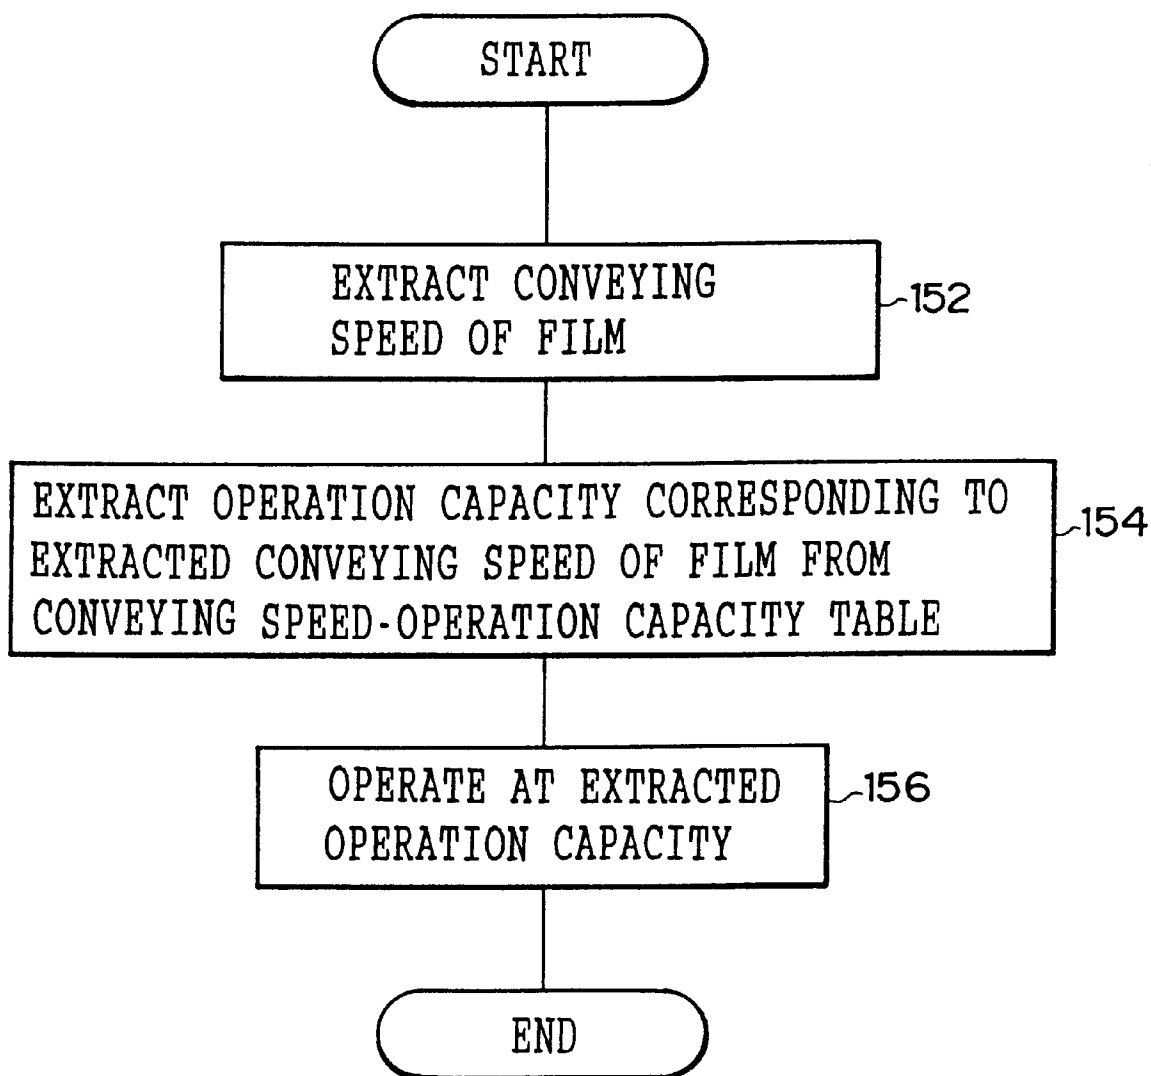 START
EXTRACT CONVEYING
SPEED OF FILM
152
EXTRACT OPERATION CAPACITY CORRESPONDING TO
EXTRACTED CONVEYING SPEED OF FILM FROM
CONVEYING SPEED-OPERATION CAPACITY TABLE
154
OPERATE AT EXTRACTED
OPERATION CAPACITY
156
END